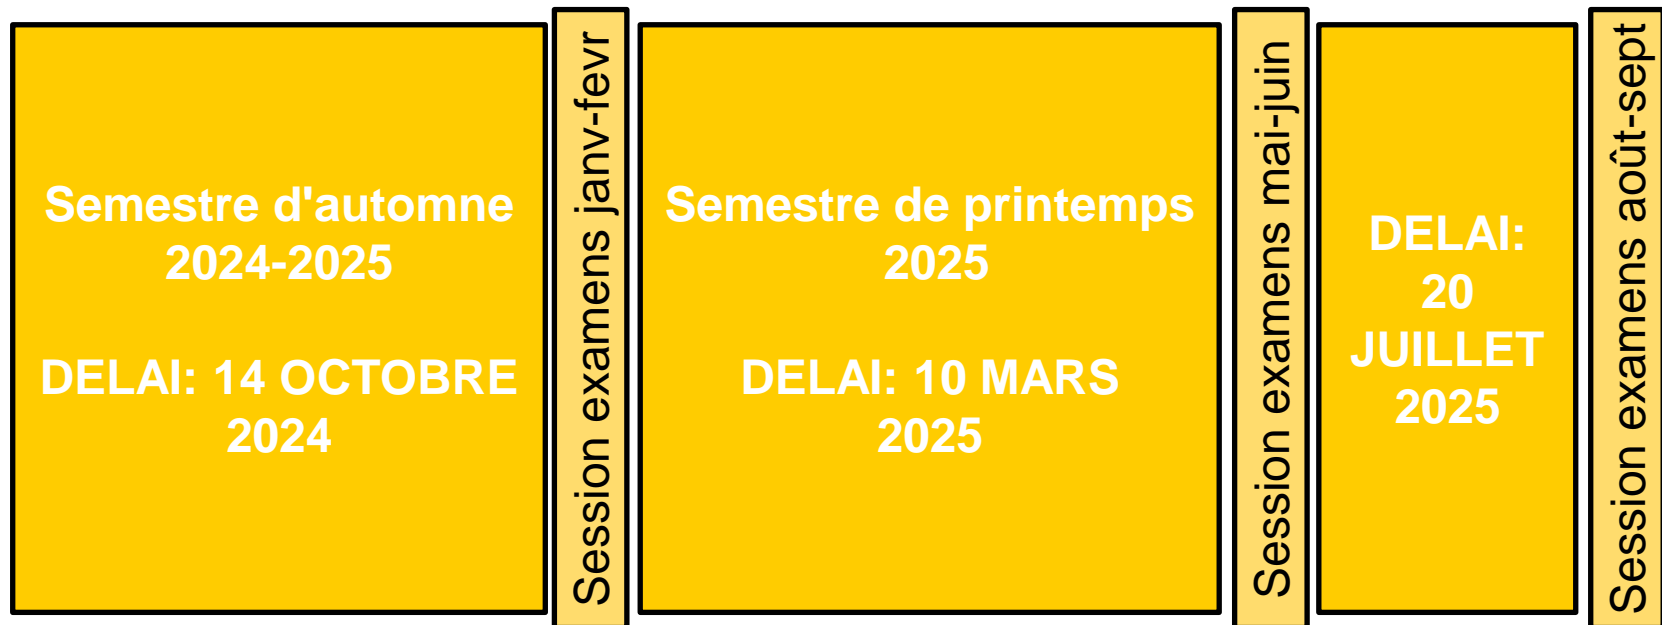 Semestre d'automne
2024-2025
DELAI: 14 OCTOBRE
2024
Session examens janv-fevr
Semestre de printemps
2025
DELAI: 10 MARS
2025
Session examens mai-juin
DELAI:
20
JUILLET
2025
Session examens août-sept